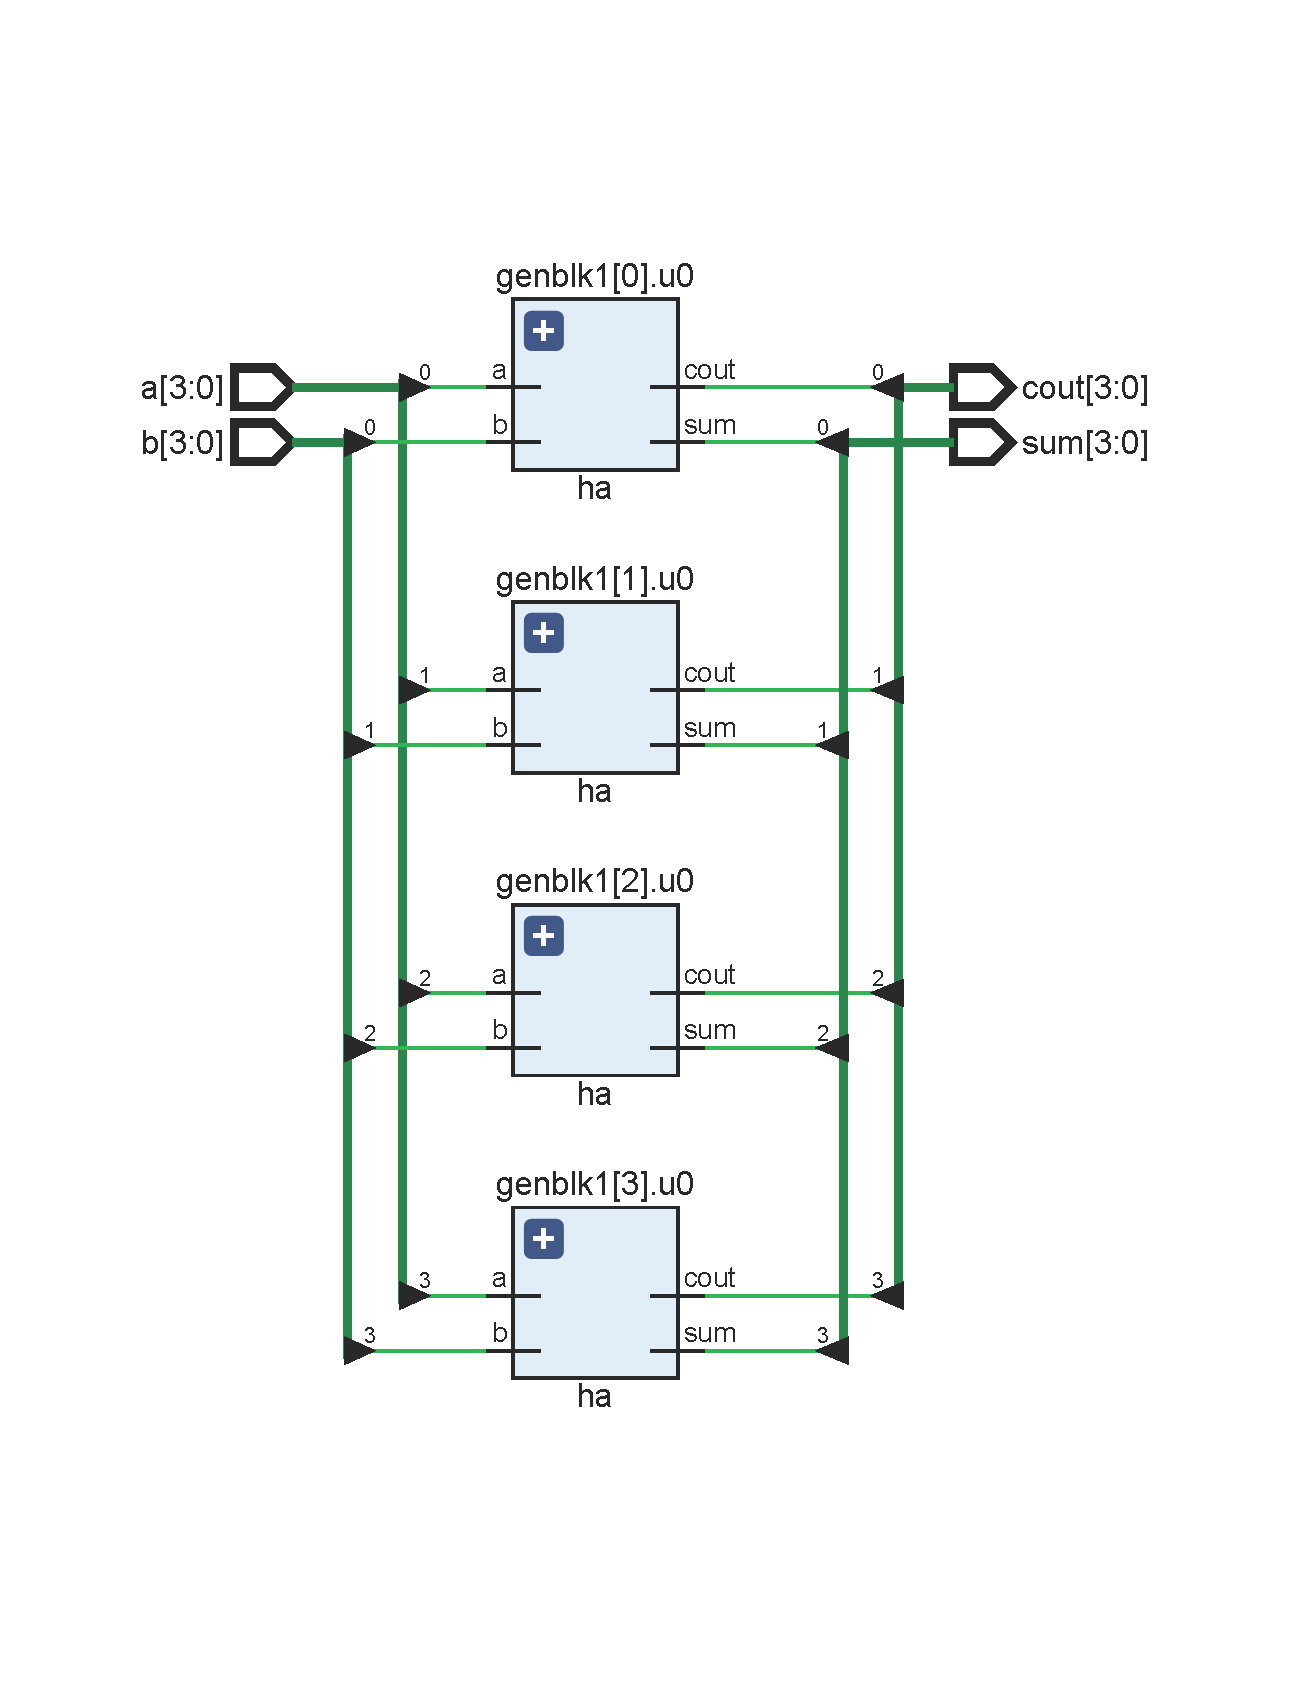 genblk1[0].u0
a[3:0] 0 a cout 0 cout[3:0]
b[3:0] 0 b sum 0 sum[3:0]
ha
genblk1[1].u0
1 a cout 1
1 b sum 1
ha
genblk1[2].u0
2 a cout 2
2 b sum 2
ha
genblk1[3].u0
3 a cout 3
3 b sum 3
ha